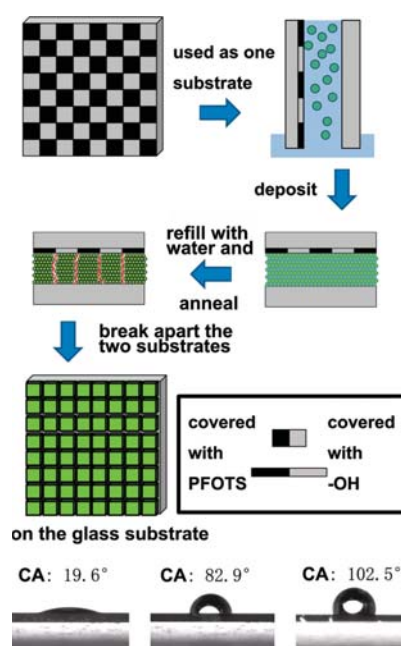 used as one
substrate
deposit
refill with
water and
anneal
break apart the
two substrates
covered
with
PFOTS
covered
with
-OH
on the glass substrate
CA: 19.6°
CA: 82.9°
CA: 102.5°